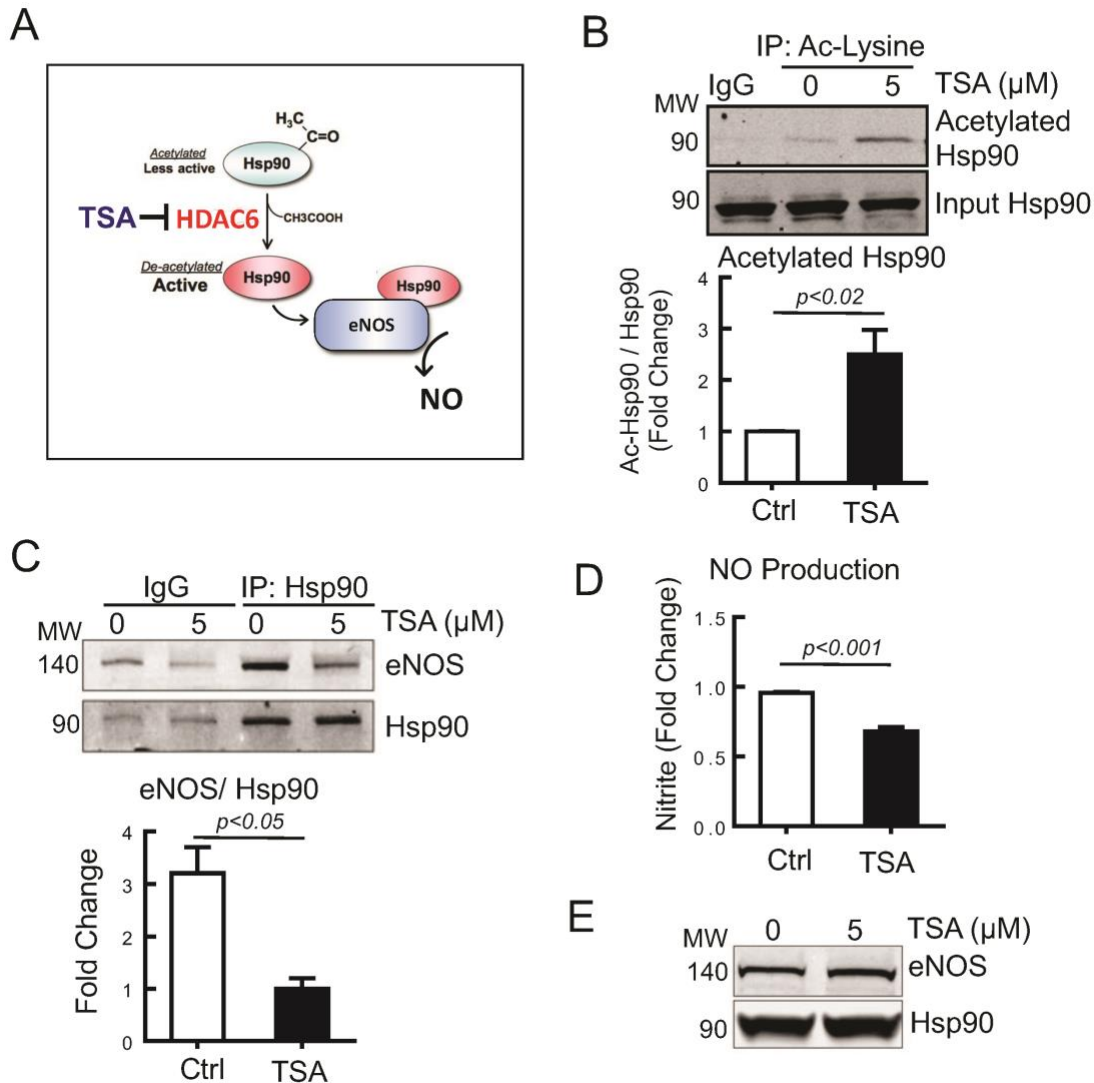 A
H₃C
C=O
Acetylated
Less active
Hsp90
TSA HDAC6
CH3COOH
De-acetylated
Active
Hsp90
Hsp90
eNOS
NO
B
IP: Ac-Lysine
IgG 0 5 TSA (µM)
MW
90 Acetylated
Hsp90
90 Input Hsp90
Acetylated Hsp90
Ac-Hsp90 / Hsp90
(Fold Change)
4
p<0.02
3
2
1
0
Ctrl TSA
C
IgG IP: Hsp90
0 5 0 5 TSA (µM)
MW
140 eNOS
90 Hsp90
eNOS/ Hsp90
p<0.05
Fold Change
4
3
2
1
0
Ctrl TSA
D
NO Production
Nitrite (Fold Change)
1.5
p<0.001
1.0
0.5
0.0
Ctrl TSA
E
0 5 TSA (µM)
MW
140 eNOS
90 Hsp90